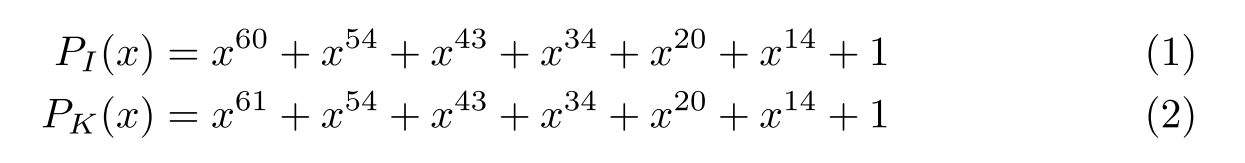 P_I(x) = x^{60} + x^{54} + x^{43} + x^{34} + x^{20} + x^{14} + 1 (1)
P_K(x) = x^{61} + x^{54} + x^{43} + x^{34} + x^{20} + x^{14} + 1 (2)